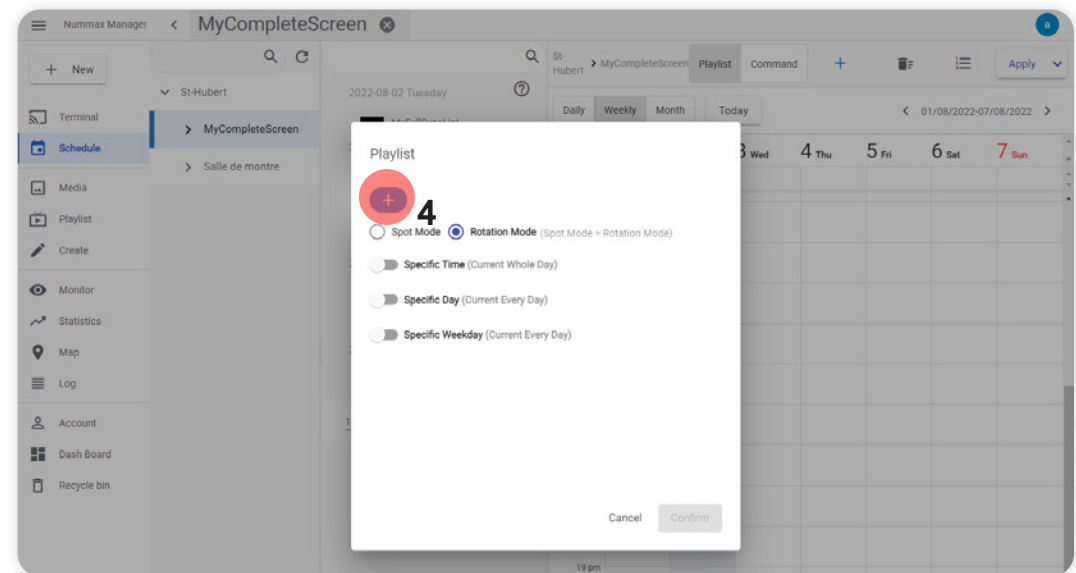 Nummax Manager
MyCompleteScreen
a
+ New
Terminal
Schedule
Media
Playlist
Create
Monitor
Statistics
Map
Log
Account
Dash Board
Recycle bin
St-Hubert
MyCompleteScreen
Salle de montre
2022-08-02 Tuesday
St-Hubert > MyCompleteScreen
Playlist Command
Apply
Daily Weekly Month Today
01/08/2022-07/08/2022
3 Wed 4 Thu 5 Fri 6 Sat 7 Sun
Playlist
+
4
Spot Mode Rotation Mode (Spot Mode > Rotation Mode)
Specific Time (Current Whole Day)
Specific Day (Current Every Day)
Specific Weekday (Current Every Day)
Cancel Confirm
19 pm